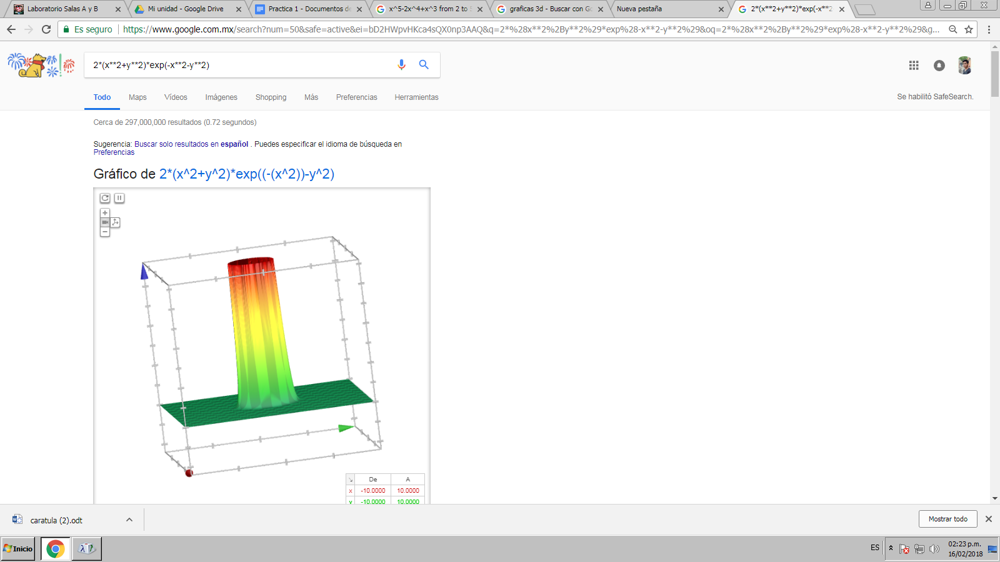 Laboratorio Salas A y B
Mi unidad - Google Drive
Practica 1 - Documentos de
x^5-2x^4+x^3 from 2 to
graficas 3d - Buscar con Go
Nueva pestaña
2*(x**2+y**2)*exp(-x**2
Es seguro
https://www.google.com.mx/search?num=50&safe=active&ei=bD2HWpvHKca4sQX0np3AAQ&q=2*%28x**2%2By**2%29*exp%28-x**2-y**2%29&oq=2*%28x**2%2By**2%29*exp%28-x**2-y**2%29&g...
2*(x**2+y**2)*exp(-x**2-y**2)
Todo
Maps
Vídeos
Imágenes
Shopping
Más
Preferencias
Herramientas
Se habilitó SafeSearch.
Cerca de 297,000,000 resultados (0.72 segundos)
Sugerencia: Buscar solo resultados en español . Puedes especificar el idioma de búsqueda en
Preferencias
Gráfico de 2*(x^2+y^2)*exp((-(x^2))-y^2)
De A
x -10.0000 10.0000
y -10.0000 10.0000
caratula (2).odt
Mostrar todo
Inicio
ES
02:23 p.m.
16/02/2018